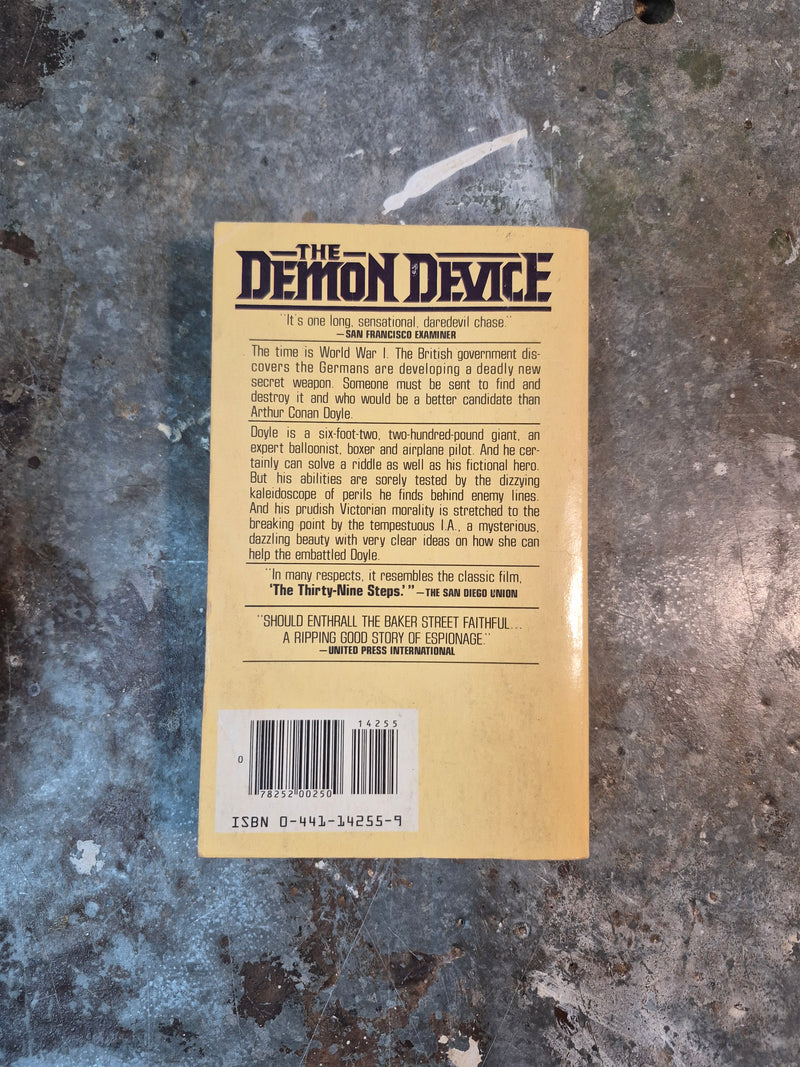 THE
DEMON DEVICE
"It's one long, sensational, daredevil chase."
—SAN FRANCISCO EXAMINER
The time is World War I. The British government dis-
covers the Germans are developing a deadly new
secret weapon. Someone must be sent to find and
destroy it and who would be a better candidate than
Arthur Conan Doyle.
Doyle is a six-foot-two, two-hundred-pound giant, an
expert balloonist, boxer and airplane pilot. And he cer-
tainly can solve a riddle as well as his fictional hero.
But his abilities are sorely tested by the dizzying
kaleidoscope of perils he finds behind enemy lines.
And his prudish Victorian morality is stretched to the
breaking point by the tempestuous I.A., a mysterious,
dazzling beauty with very clear ideas on how she can
help the embattled Doyle.
"In many respects, it resembles the classic film,
'The Thirty-Nine Steps.'" —THE SAN DIEGO UNION
"SHOULD ENTHRALL THE BAKER STREET FAITHFUL...
A RIPPING GOOD STORY OF ESPIONAGE."
—UNITED PRESS INTERNATIONAL
14255
0
78252 00250
ISBN 0-441-14255-9